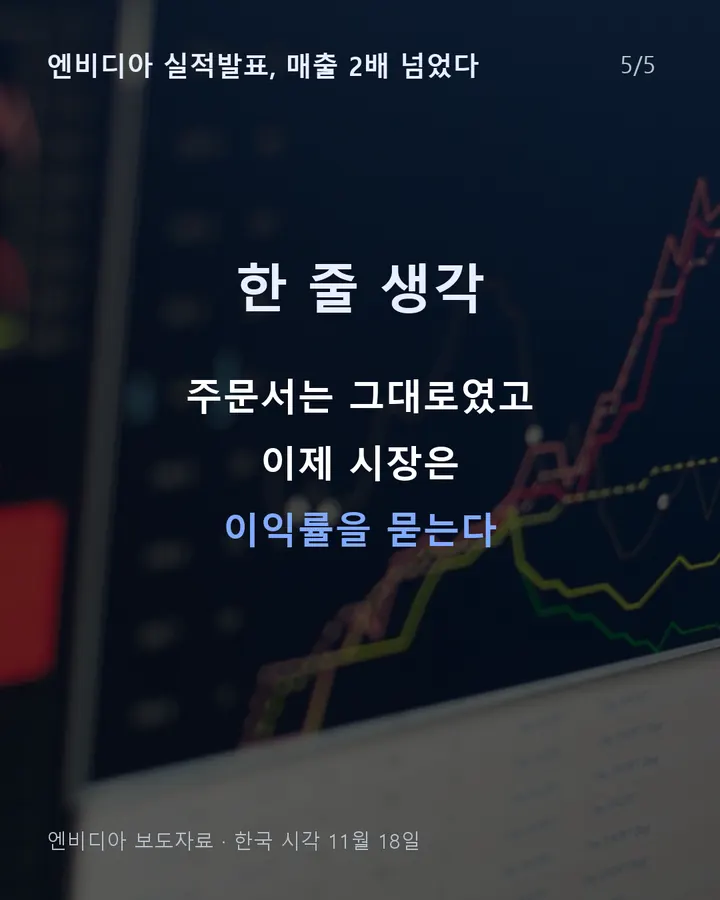 엔비디아 실적발표, 매출 2배 넘었다
5/5
한 줄 생각
주문서는 그대로였고
이제 시장은
이익률을 묻는다
엔비디아 보도자료 · 한국 시각 11월 18일